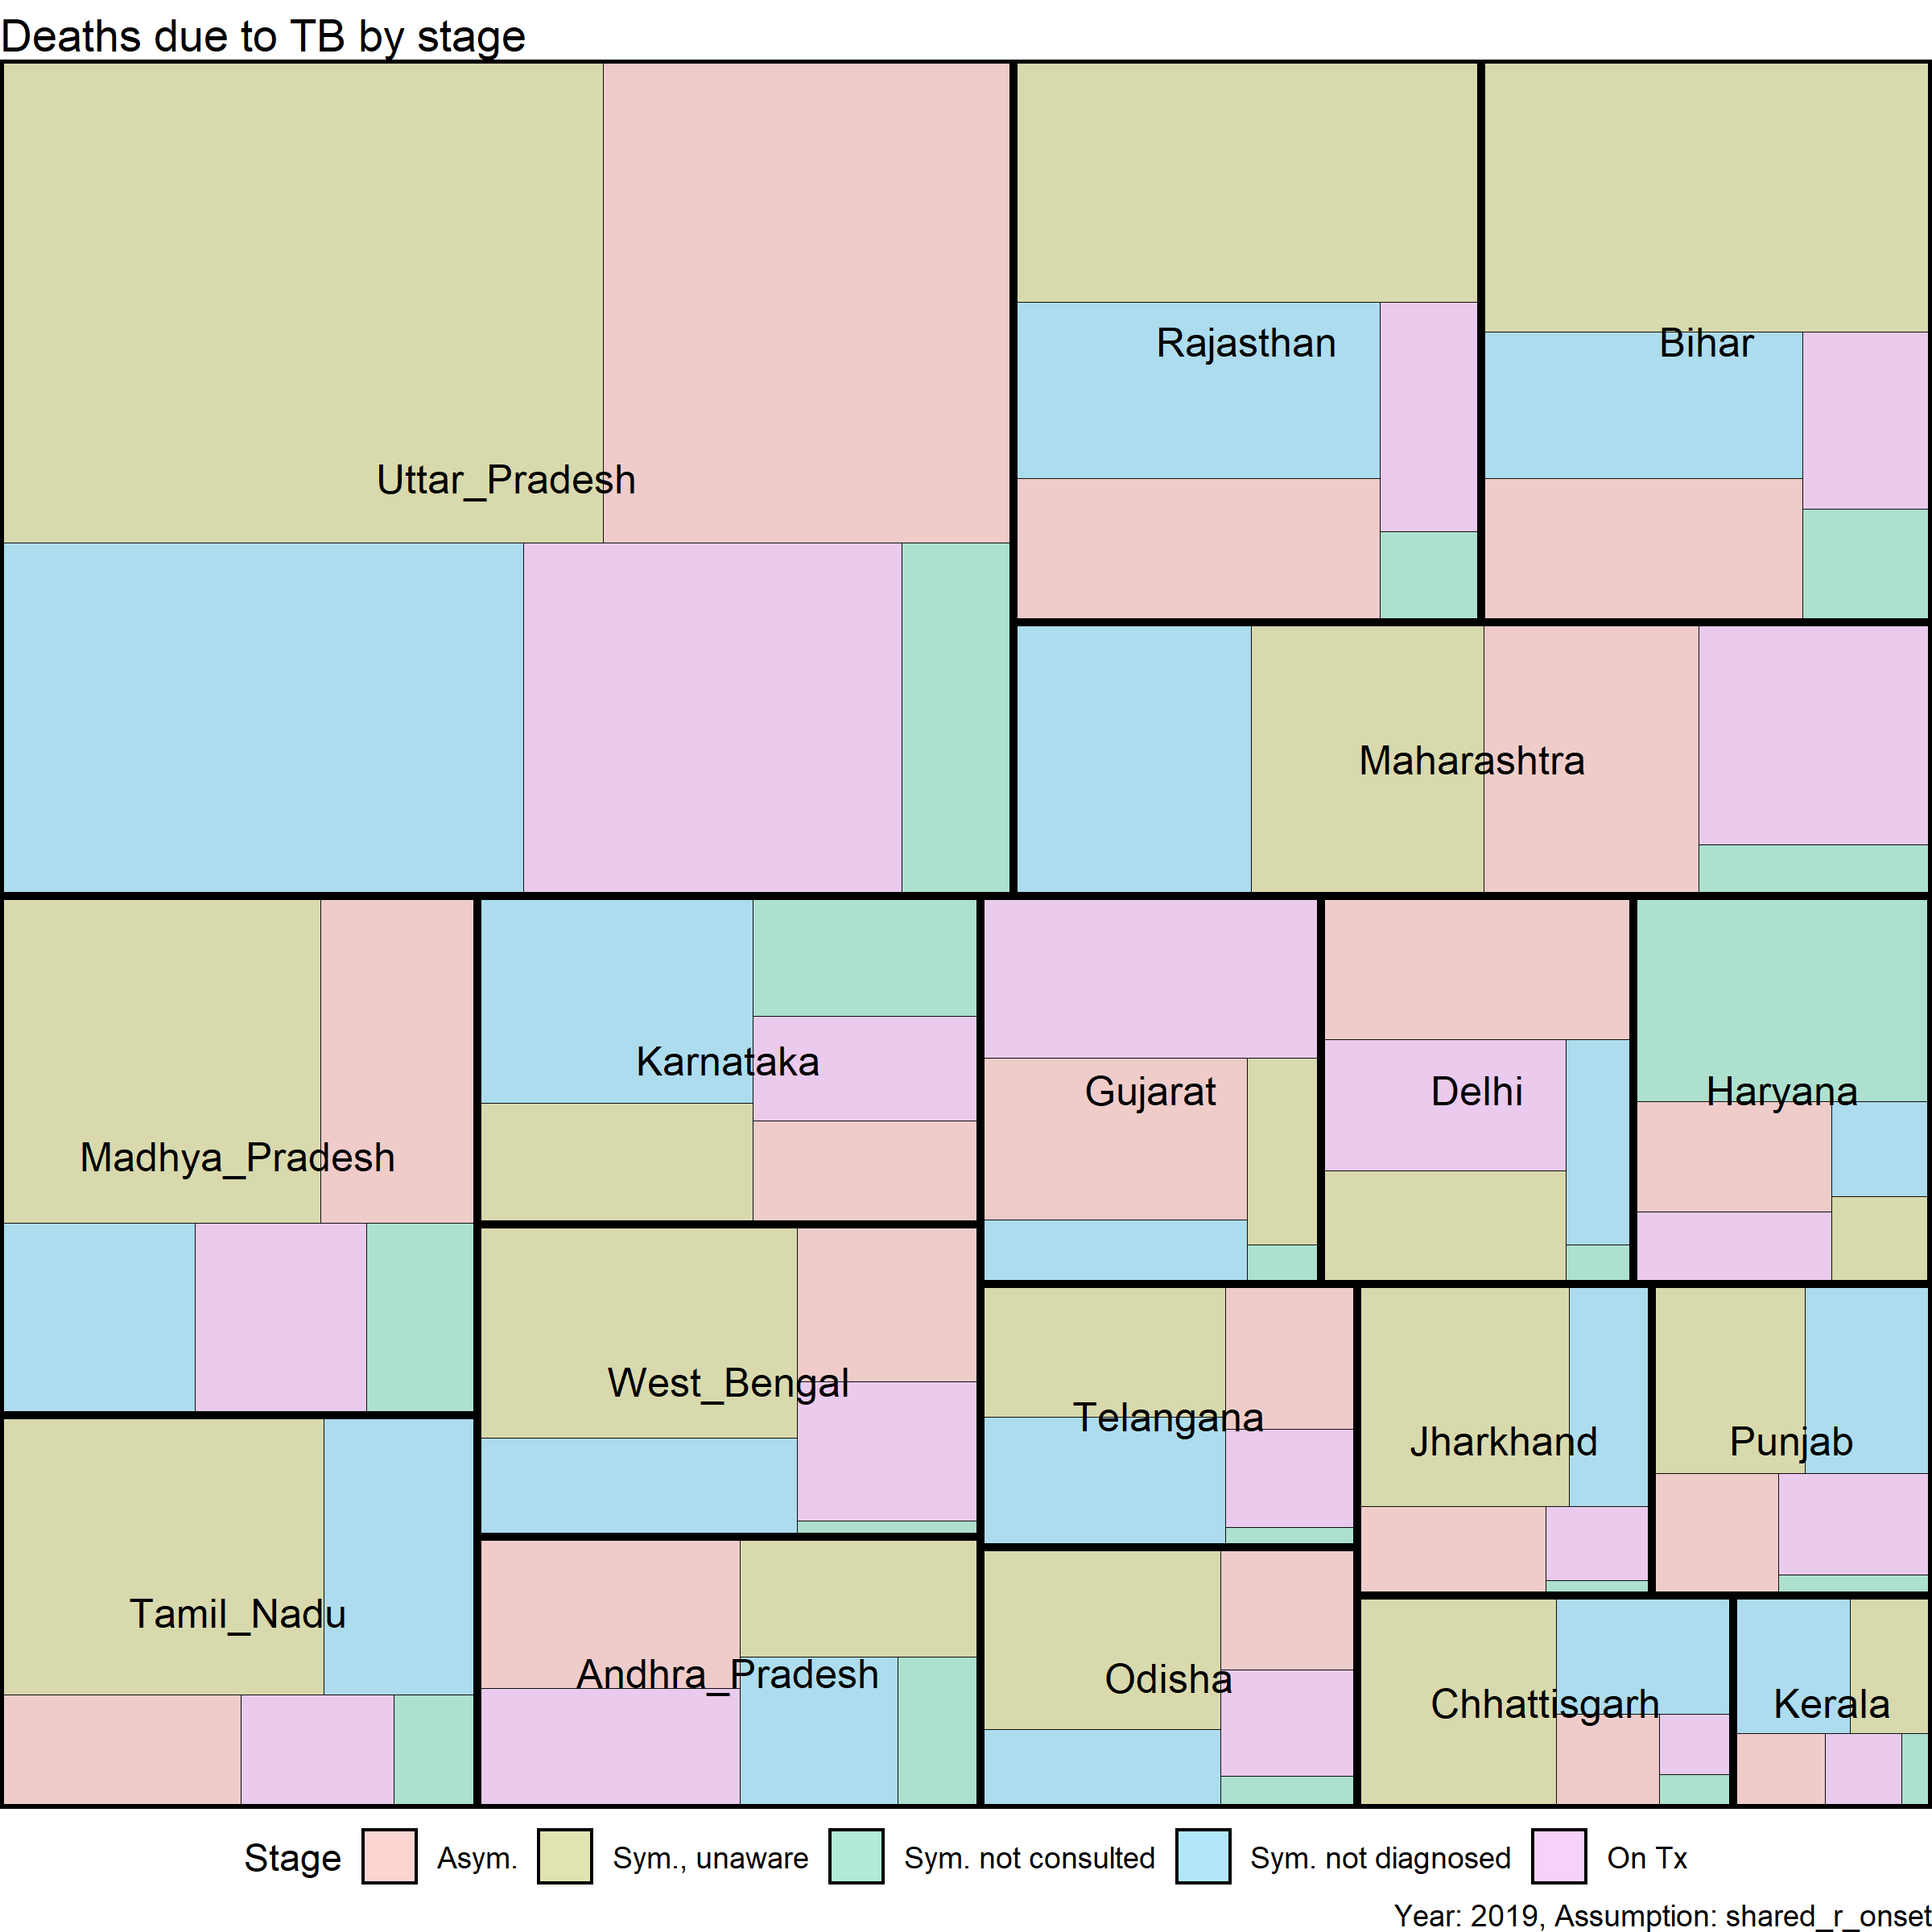 Deaths due to TB by stage
Uttar_Pradesh
Rajasthan
Bihar
Maharashtra
Madhya_Pradesh
Karnataka
Gujarat
Delhi
Haryana
West_Bengal
Telangana
Jharkhand
Punjab
Tamil_Nadu
Andhra_Pradesh
Odisha
Chhattisgarh
Kerala
Stage Asym. Sym., unaware Sym. not consulted Sym. not diagnosed On Tx
Year: 2019, Assumption: shared_r_onset